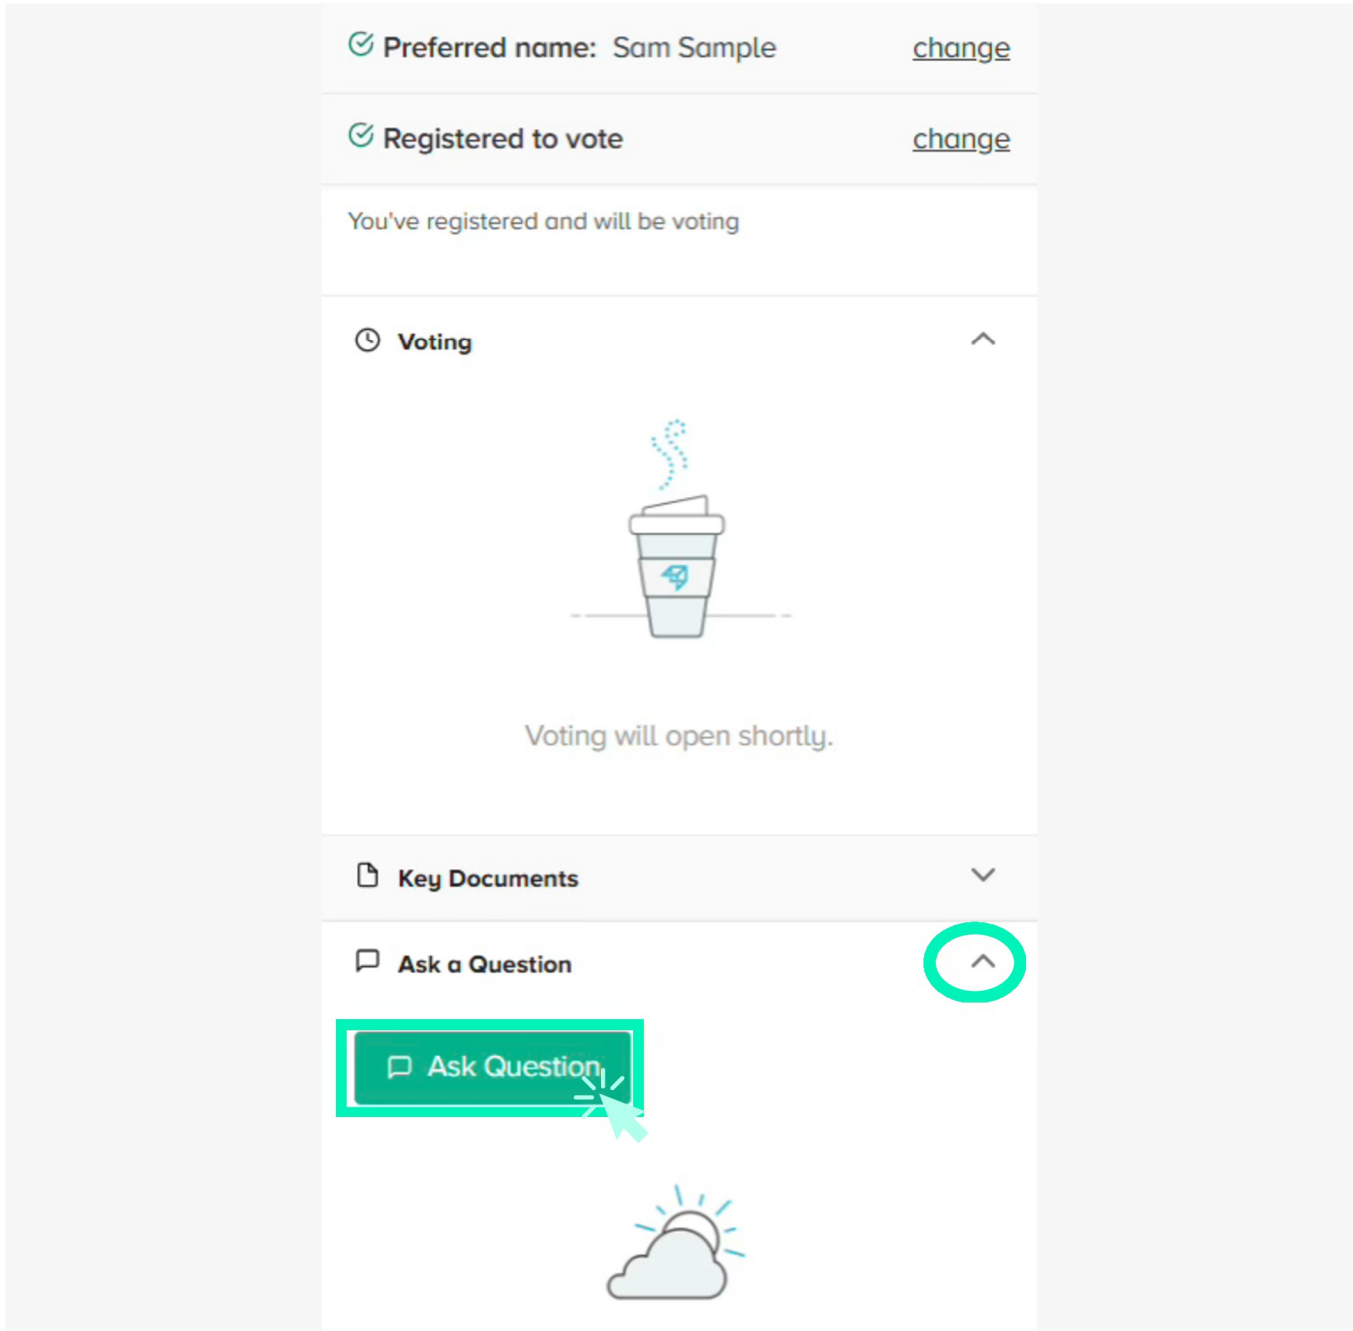 Preferred name: Sam Sample change
Registered to vote change
You've registered and will be voting
Voting
Voting will open shortly.
Key Documents
Ask a Question
Ask Question